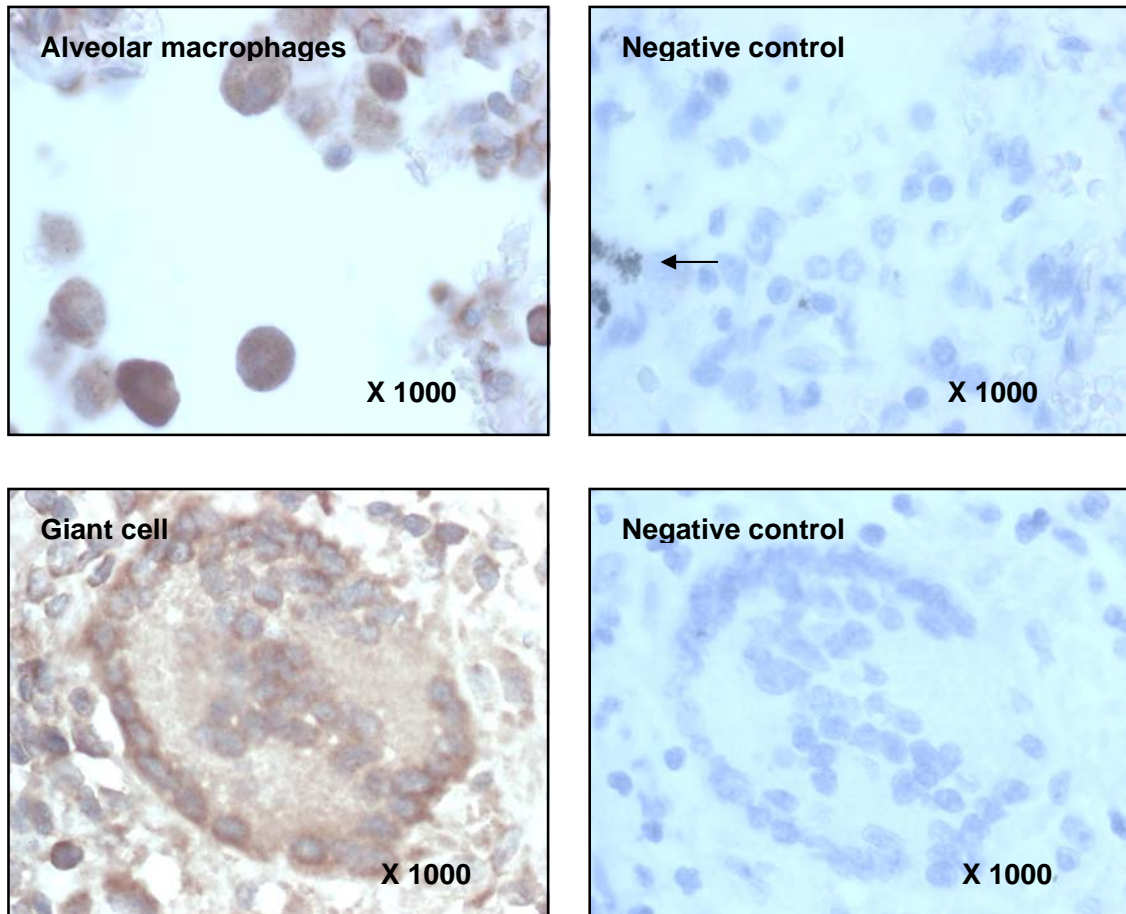 Alveolar macrophages
Negative control
X 1000
X 1000
Giant cell
Negative control
X 1000
X 1000